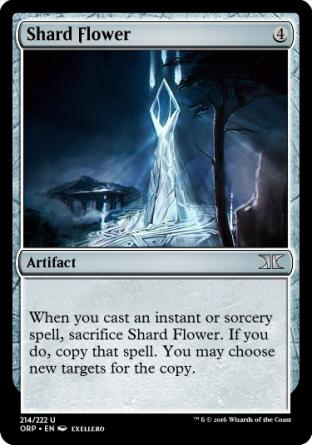 Shard Flower 4
Artifact
When you cast an instant or sorcery
spell, sacrifice Shard Flower. If you
do, copy that spell. You may choose
new targets for the copy.
214/222 U
ORP • EN EXELLERO
™ & © 2016 Wizards of the Coast